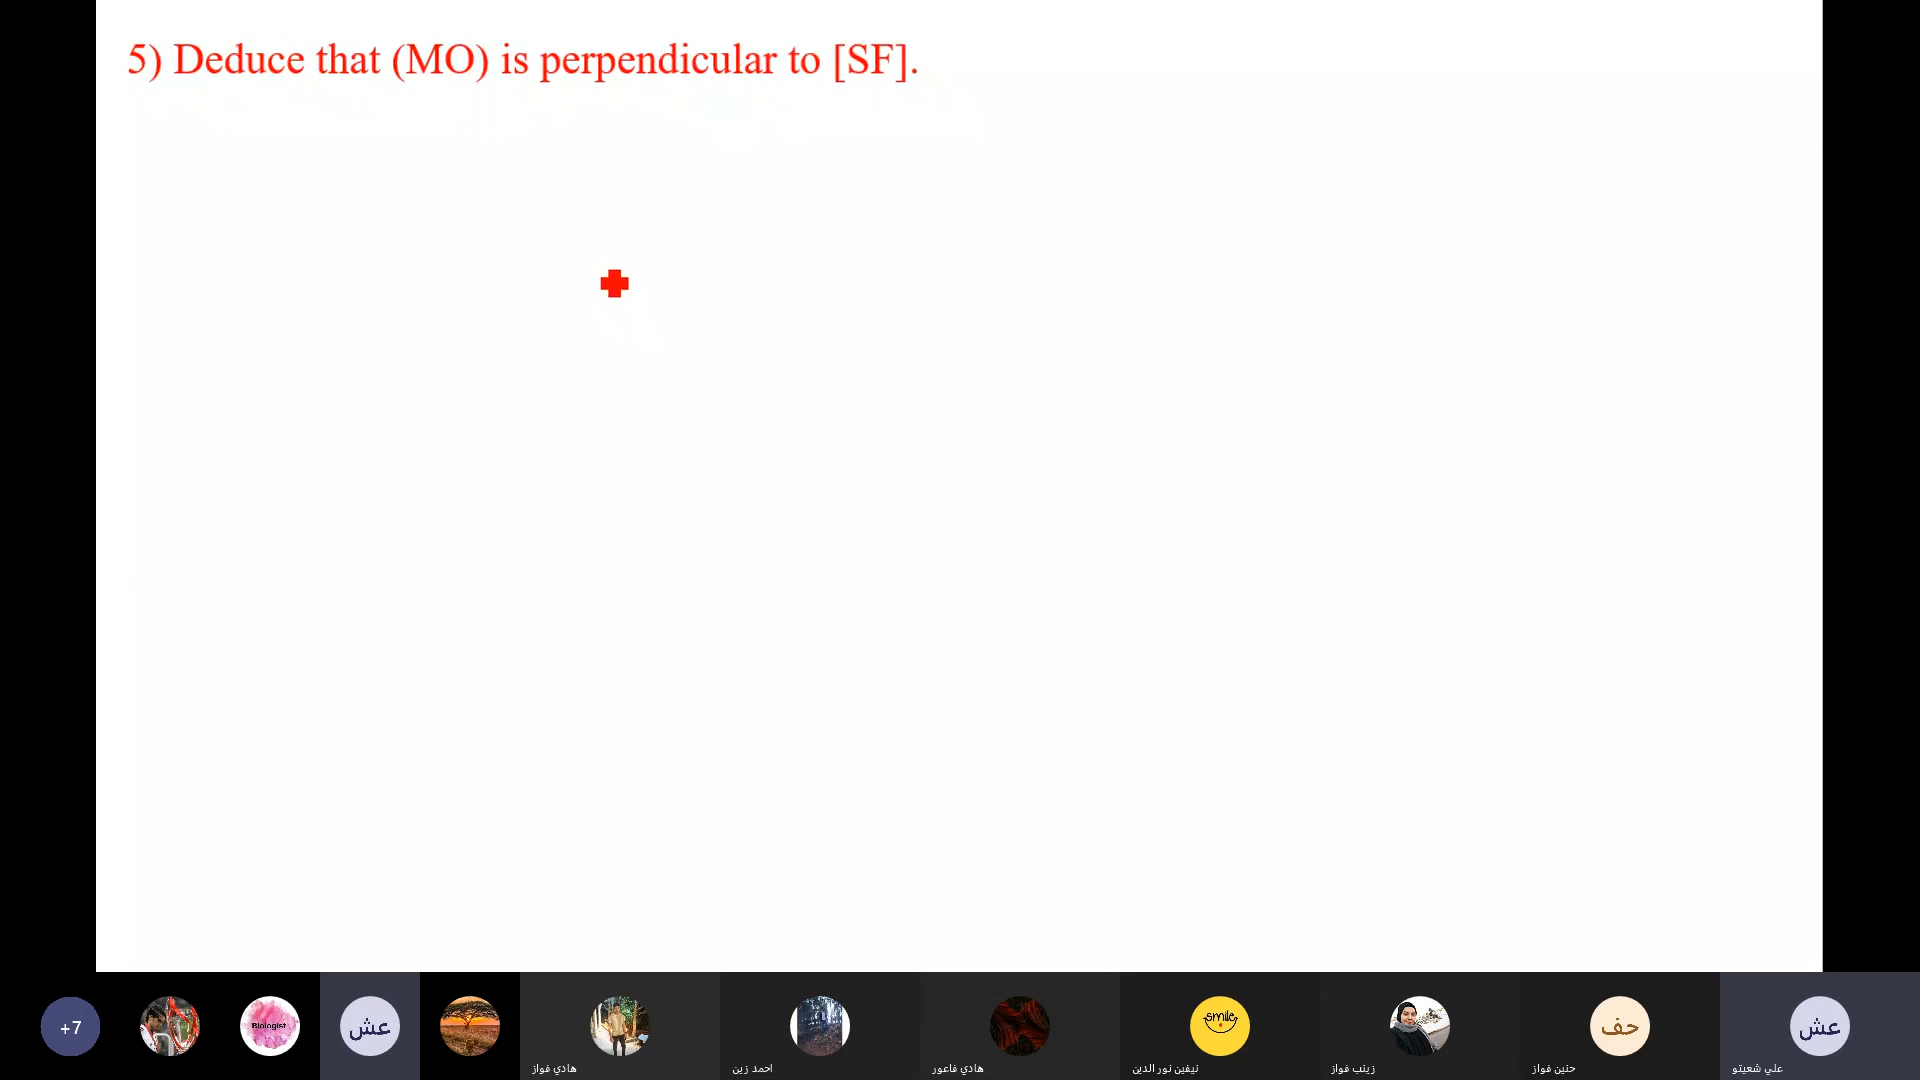 5) Deduce that (MO) is perpendicular to [SF].
+7
Biologist
عش
smile
حف
عش
هادي فواز
احمد زين
هادي فاعور
نيفين نور الدين
زينب فواز
حنين فواز
علي شعيتو